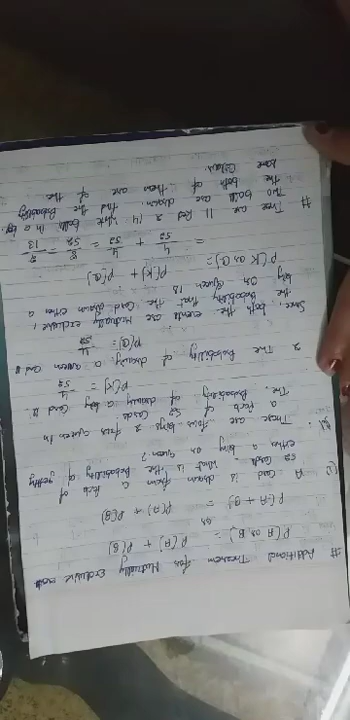 # Additional Theorem for Mutually Exclusive
P(A or B) = P(A) + P(B)
or
P(A + B) = P(A) + P(B)
A Card is drawn from a Pack of
52 Cards. What is the Probability of getting
either a king or queen?
There are four kings & four queen in
a Pack of 52 Cards
The Probability of drawing a king Card is
P(K) = 4/52
& The Probability of drawing a queen Card is
P(Q) = 4/52
Since, both the events are Mutually exclusive,
the Probability that the Card drawn either a
king or Queen is
P(K or Q) = P(K) + P(Q)
= 4/52 + 4/52 = 8/52 = 2/13
# There are 11 Red & 14 White balls in a bag.
Two balls are drawn find the Probability
the both of them are of the
Same Colour